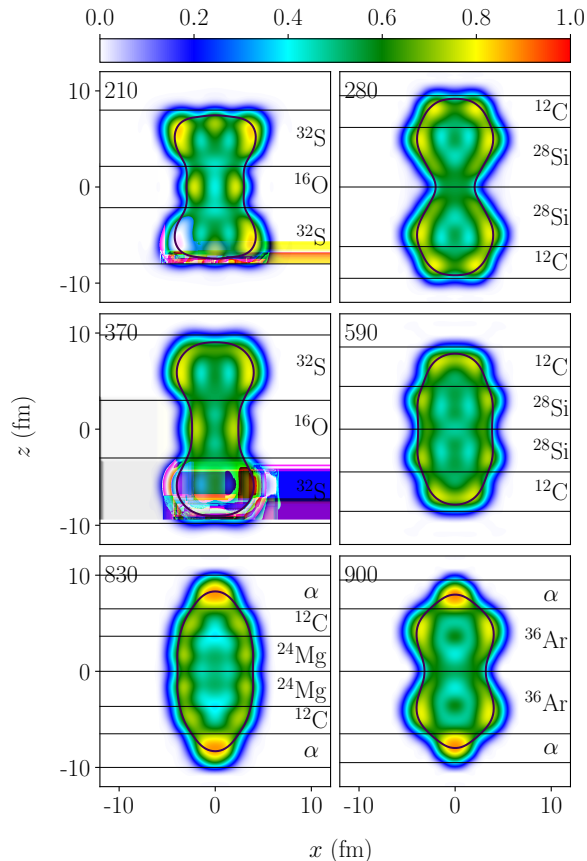 0.0 0.2 0.4 0.6 0.8 1.0
210
10
³²S
0
¹⁶O
³²S
-10
280
¹²C
²⁸Si
²⁸Si
¹²C
370
10
³²S
0
¹⁶O
³²S
-10
590
¹²C
²⁸Si
²⁸Si
¹²C
z (fm)
830
10
α
¹²C
²⁴Mg
0
²⁴Mg
¹²C
α
-10
-10 0 10
900
α
³⁶Ar
³⁶Ar
α
-10 0 10
x (fm)